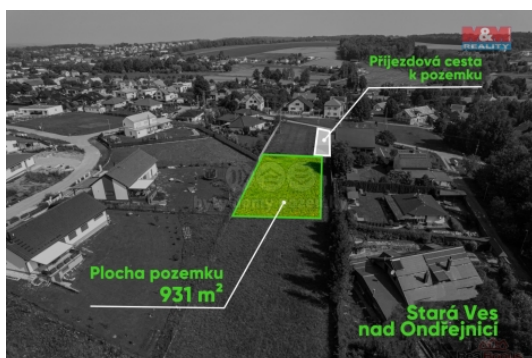 M&M
REALITY
Příjezdová cesta
k pozemku
Plocha pozemku
931 m²
Stará Ves
nad Ondřejnicí